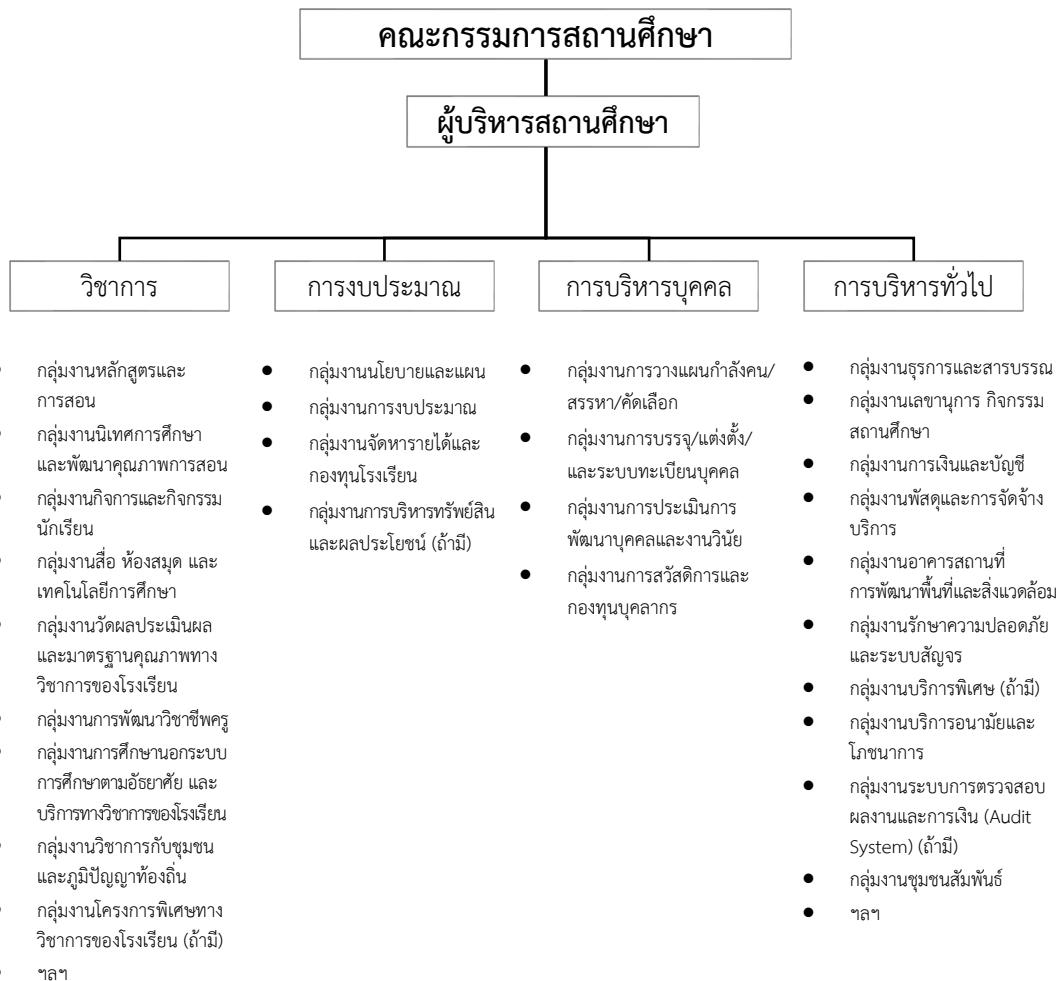 คณะกรรมการสถานศึกษา
ผู้บริหารสถานศึกษา
วิชาการ
กลุ่มงานหลักสูตรและ
การสอน
กลุ่มงานนิเทศการศึกษา
และพัฒนาคุณภาพการสอน
กลุ่มงานกิจการและกิจกรรม
นักเรียน
กลุ่มงานสื่อ ห้องสมุด และ
เทคโนโลยีการศึกษา
กลุ่มงานวัดผลประเมินผล
และมาตรฐานคุณภาพทาง
วิชาการของโรงเรียน
กลุ่มงานการพัฒนาวิชาชีพครู
กลุ่มงานการศึกษานอกระบบ
การศึกษาตามอัธยาศัย และ
บริการทางวิชาการของโรงเรียน
กลุ่มงานวิชาการกับชุมชน
และภูมิปัญญาท้องถิ่น
กลุ่มงานโครงการพิเศษทาง
วิชาการของโรงเรียน (ถ้ามี)
ฯลฯ
การงบประมาณ
กลุ่มงานนโยบายและแผน
กลุ่มงานการงบประมาณ
กลุ่มงานจัดหารายได้และ
กองทุนโรงเรียน
กลุ่มงานการบริหารทรัพย์สิน
และผลประโยชน์ (ถ้ามี)
การบริหารบุคคล
กลุ่มงานการวางแผนกำลังคน/
สรรหา/คัดเลือก
กลุ่มงานการบรรจุ/แต่งตั้ง/
และระบบทะเบียนบุคคล
กลุ่มงานการประเมินการ
พัฒนาบุคคลและงานวินัย
กลุ่มงานการสวัสดิการและ
กองทุนบุคลากร
การบริหารทั่วไป
กลุ่มงานธุรการและสารบรรณ
กลุ่มงานเลขานุการ กิจกรรม
สถานศึกษา
กลุ่มงานการเงินและบัญชี
กลุ่มงานพัสดุและการจัดจ้าง
บริการ
กลุ่มงานอาคารสถานที่
การพัฒนาพื้นที่และสิ่งแวดล้อม
กลุ่มงานรักษาความปลอดภัย
และระบบสัญจร
กลุ่มงานบริการพิเศษ (ถ้ามี)
กลุ่มงานบริการอนามัยและ
โภชนาการ
กลุ่มงานระบบการตรวจสอบ
ผลงานและการเงิน (Audit
System) (ถ้ามี)
กลุ่มงานชุมชนสัมพันธ์
ฯลฯ